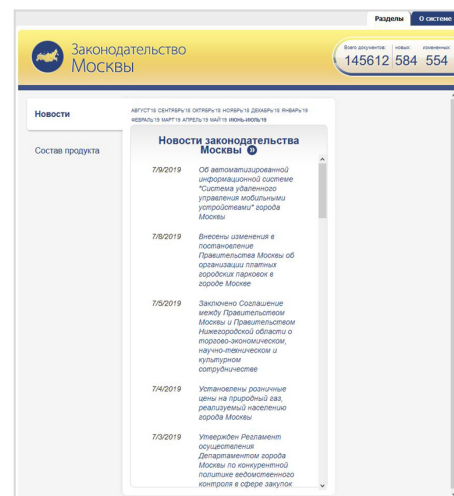 Разделы О системе
Законодательство
Москвы
Всего документов: новых: измененных:
145612 584 554
Новости
Состав продукта
АВГУСТ'18 СЕНТЯБРЬ'18 ОКТЯБРЬ'18 НОЯБРЬ'18 ДЕКАБРЬ'18 ЯНВАРЬ'19
ФЕВРАЛЬ'19 МАРТ'19 АПРЕЛЬ'19 МАЙ'19 ИЮНЬ-ИЮЛЬ'19
Новости законодательства
Москвы
7/9/2019 Об автоматизированной
информационной системе
"Система удаленного
управления мобильными
устройствами" города
Москвы
7/8/2019 Внесены изменения в
постановление
Правительства Москвы об
организации платных
городских парковок в
городе Москве
7/5/2019 Заключено Соглашение
между Правительством
Москвы и Правительством
Нижегородской области о
торгово-экономическом,
научно-техническом и
культурном
сотрудничестве
7/4/2019 Установлены розничные
цены на природный газ,
реализуемый населению
города Москвы
7/3/2019 Утвержден Регламент
осуществления
Департаментом города
Москвы по конкурентной
политике ведомственного
контроля в сфере закупок